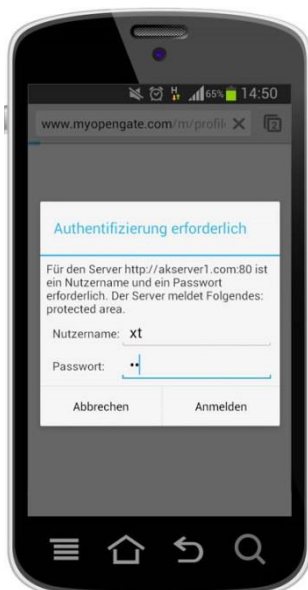 65% 14:50
www.myopengate.com/m/profil
2
Authentifizierung erforderlich
Für den Server http://akserver1.com:80 ist
ein Nutzername und ein Passwort
erforderlich. Der Server meldet Folgendes:
protected area.
Nutzername: xt
Passwort: ••
Abbrechen Anmelden